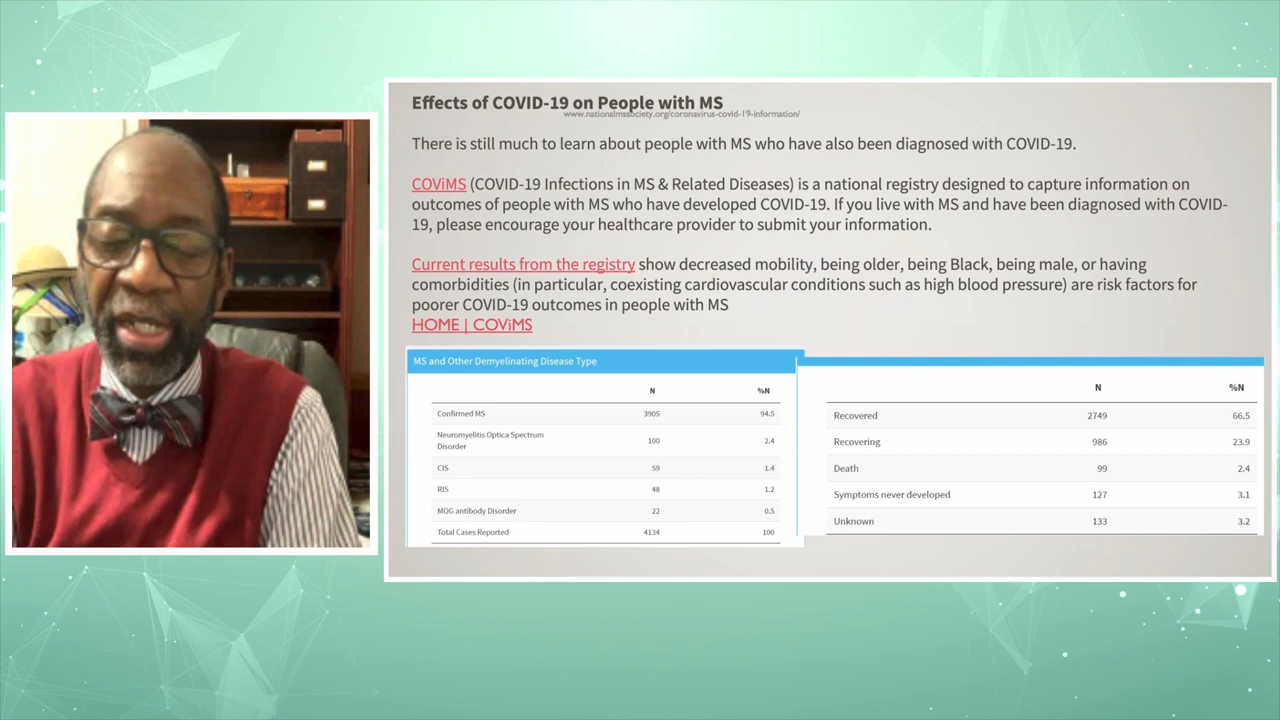 Effects of COVID-19 on People with MS
www.nationalmssociety.org/coronavirus-covid-19-information/
There is still much to learn about people with MS who have also been diagnosed with COVID-19.
COViMS (COVID-19 Infections in MS & Related Diseases) is a national registry designed to capture information on
outcomes of people with MS who have developed COVID-19. If you live with MS and have been diagnosed with COVID-
19, please encourage your healthcare provider to submit your information.
Current results from the registry show decreased mobility, being older, being Black, being male, or having
comorbidities (in particular, coexisting cardiovascular conditions such as high blood pressure) are risk factors for
poorer COVID-19 outcomes in people with MS
HOME | COViMS
MS and Other Demyelinating Disease Type
N %N
Confirmed MS 3905 94.5
Neuromyelitis Optica Spectrum
Disorder 100 2.4
CIS 59 1.4
RIS 48 1.2
MOG antibody Disorder 22 0.5
Total Cases Reported 4134 100
N %N
Recovered 2749 66.5
Recovering 986 23.9
Death 99 2.4
Symptoms never developed 127 3.1
Unknown 133 3.2